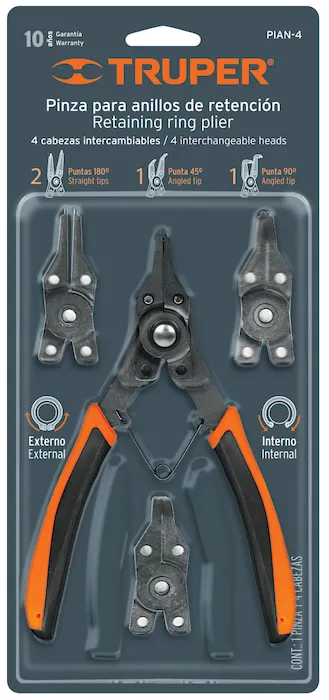 10 años Garantía
Warranty
PIAN-4
TRUPER®
Pinza para anillos de retención
Retaining ring plier
4 cabezas intercambiables / 4 interchangeable heads
2 Puntas 180°
Straight tips
1 Punta 45°
Angled tip
1 Punta 90°
Angled tip
Externo
External
Interno
Internal
CONT.: 1 PINZA Y 4 CABEZAS